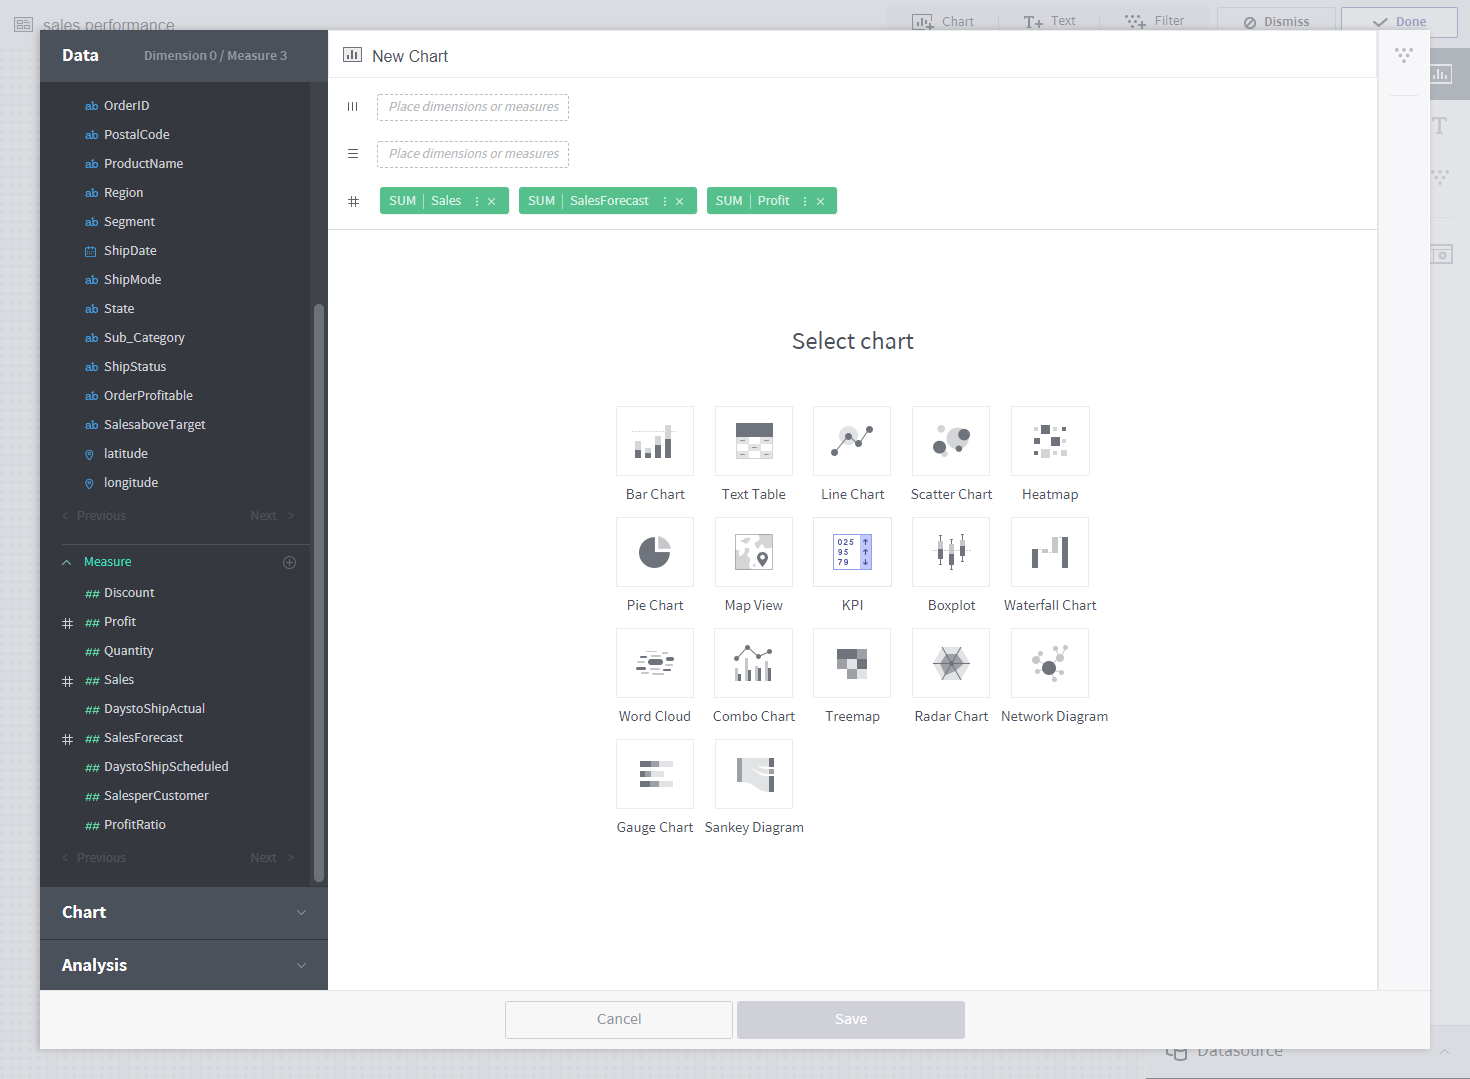 sales performance
Chart
Text
Filter
Dismiss
Done
Data
Dimension 0 / Measure 3
New Chart
ab OrderID
ab PostalCode
ab ProductName
ab Region
ab Segment
ShipDate
ab ShipMode
ab State
ab Sub_Category
ab ShipStatus
ab OrderProfitable
ab SalesaboveTarget
latitude
longitude
< Previous
Next >
Measure
## Discount
# ## Profit
## Quantity
# ## Sales
## DaystoShipActual
# ## SalesForecast
## DaystoShipScheduled
## SalesperCustomer
## ProfitRatio
< Previous
Next >
Chart
Analysis
Place dimensions or measures
Place dimensions or measures
# SUM | Sales SUM | SalesForecast SUM | Profit
Select chart
Bar Chart
Text Table
Line Chart
Scatter Chart
Heatmap
025
95
79
Pie Chart
Map View
KPI
Boxplot
Waterfall Chart
Word Cloud
Combo Chart
Treemap
Radar Chart
Network Diagram
Gauge Chart
Sankey Diagram
T
Cancel
Save
Datasource